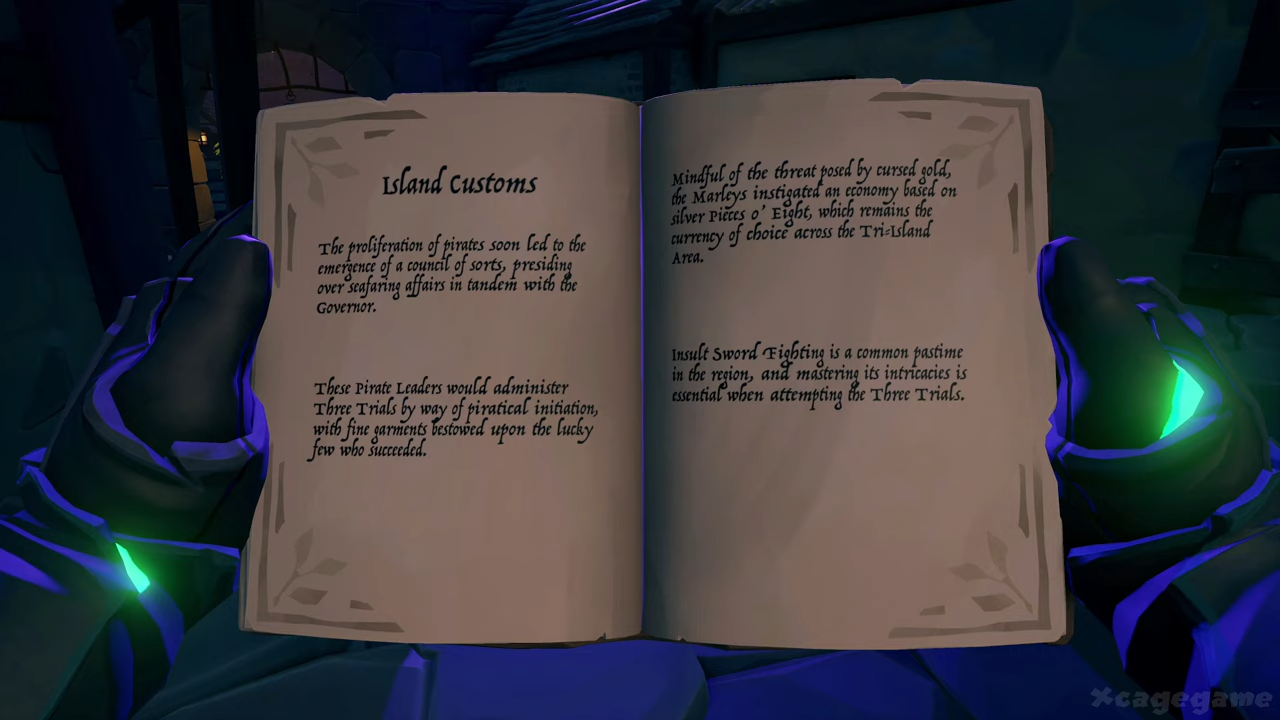 Island Customs
The proliferation of pirates soon led to the
emergence of a council of sorts, presiding
over seafaring affairs in tandem with the
Governor.
These Pirate Leaders would administer
Three Trials by way of piratical initiation,
with fine garments bestowed upon the lucky
few who succeeded.
Mindful of the threat posed by cursed gold,
the Marleys instigated an economy based on
silver Pieces o' Eight, which remains the
currency of choice across the Tri-Island
Area.
Insult Sword Fighting is a common pastime
in the region, and mastering its intricacies is
essential when attempting the Three Trials.
Xcagegame